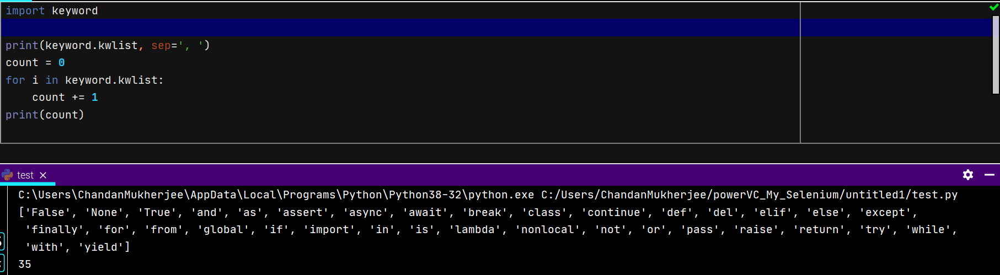 import keyword
print(keyword.kwlist, sep=', ')
count = 0
for i in keyword.kwlist:
    count += 1
print(count)
test
C:\Users\ChandanMukherjee\AppData\Local\Programs\Python\Python38-32\python.exe C:/Users/ChandanMukherjee/powerVC_My_Selenium/untitled1/test.py
['False', 'None', 'True', 'and', 'as', 'assert', 'async', 'await', 'break', 'class', 'continue', 'def', 'del', 'elif', 'else', 'except',
 'finally', 'for', 'from', 'global', 'if', 'import', 'in', 'is', 'lambda', 'nonlocal', 'not', 'or', 'pass', 'raise', 'return', 'try', 'while',
 'with', 'yield']
35